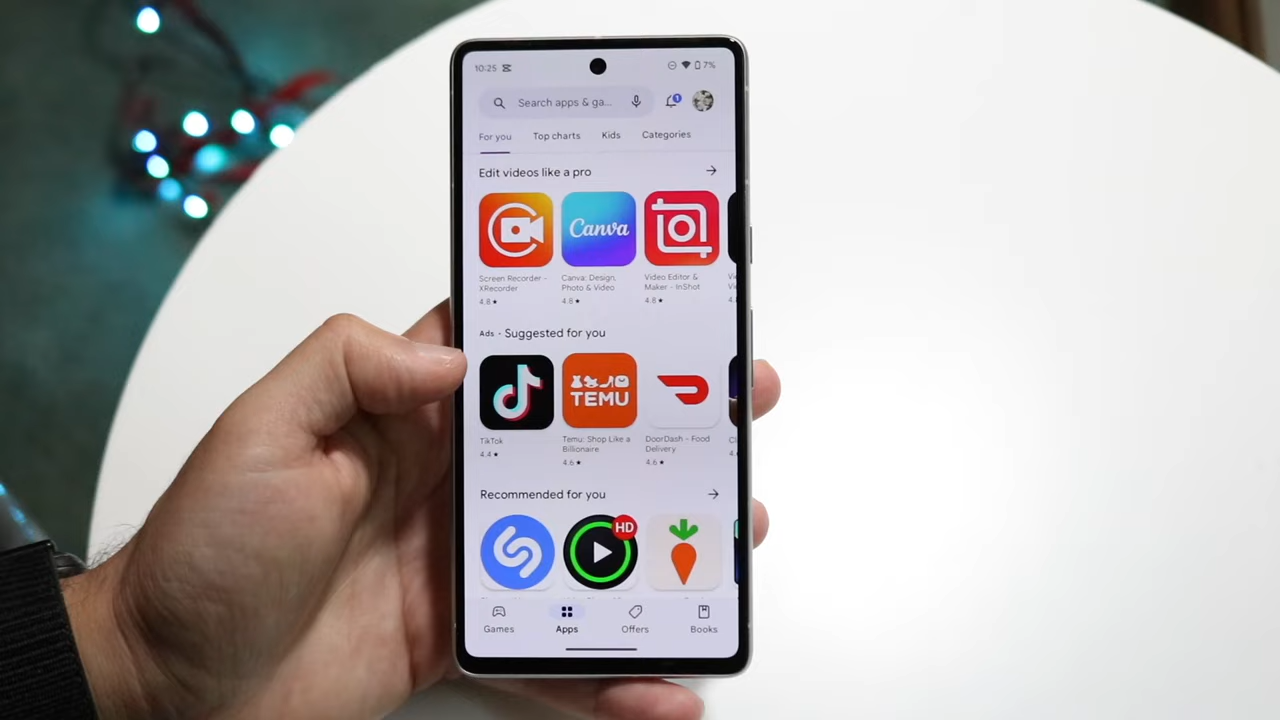 10:25 7%
Search apps & ga...
For you Top charts Kids Categories
Edit videos like a pro
Canva
Screen Recorder -
XRecorder
4.8★
Canva: Design,
Photo & Video
4.8★
Video Editor &
Maker - InShot
4.8★
Ads · Suggested for you
TEMU
TikTok
4.4★
Temu: Shop Like a
Billionaire
4.6★
DoorDash - Food
Delivery
4.6★
Recommended for you
HD
Games Apps Offers Books